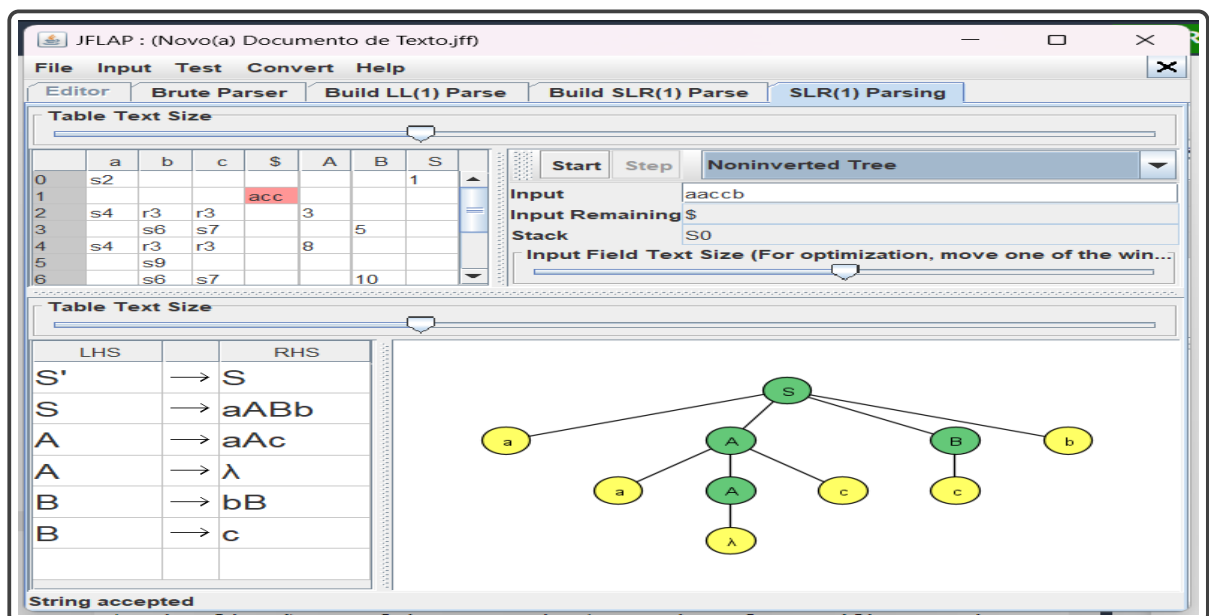 JFLAP : (Novo(a) Documento de Texto.jff)
File Input Test Convert Help
Editor Brute Parser Build LL(1) Parse Build SLR(1) Parse SLR(1) Parsing
Table Text Size
a b c $ A B S
0 s2 1
1 acc
2 s4 r3 r3 3
3 s6 s7 5
4 s4 r3 r3 8
5 s9
6 s6 s7 10
Start Step Noninverted Tree
Input aaccb
Input Remaining $
Stack S0
Input Field Text Size (For optimization, move one of the win...
Table Text Size
LHS RHS
S' → S
S → aABb
A → aAc
A → λ
B → bB
B → c
S
a A B b
a A c c
λ
String accepted